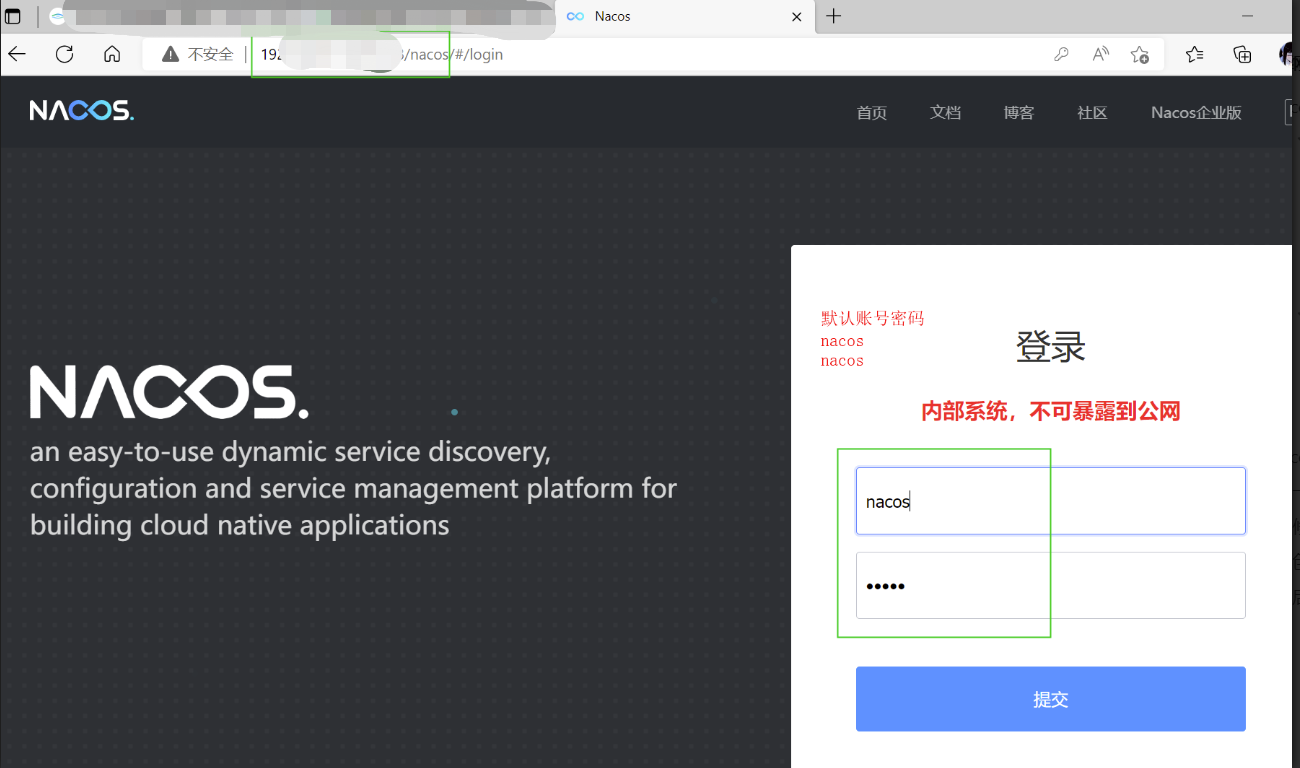 Nacos
不安全
192
/nacos/#/login
NACOS.
首页
文档
博客
社区
Nacos企业版
默认账号密码
nacos
nacos
登录
内部系统，不可暴露到公网
NACOS.
an easy-to-use dynamic service discovery,
configuration and service management platform for
building cloud native applications
nacos
提交